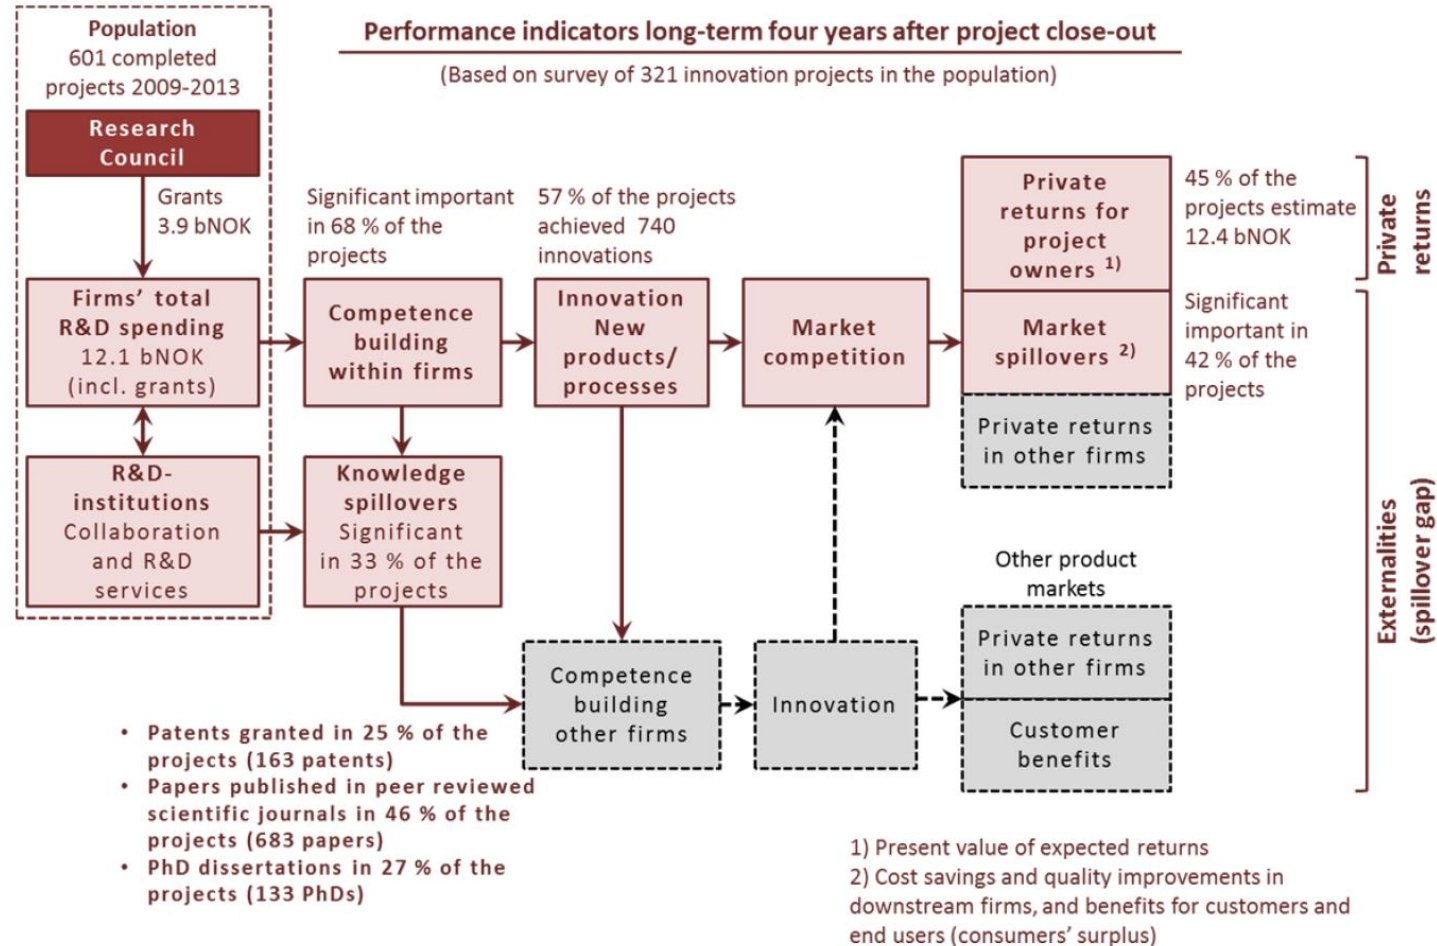 Performance indicators long-term four years after project close-out
(Based on survey of 321 innovation projects in the population)
Population
601 completed
projects 2009-2013
Research
Council
Grants
3.9 bNOK
Firms' total
R&D spending
12.1 bNOK
(incl. grants)
R&D-
institutions
Collaboration
and R&D
services
Significant important
in 68 % of the
projects
Competence
building
within firms
Knowledge
spillovers
Significant
in 33 % of the
projects
57 % of the projects
achieved 740
innovations
Innovation
New
products/
processes
Market
competition
Private
returns for
project
owners 1)
45 % of the
projects estimate
12.4 bNOK
Private
returns
Market
spillovers 2)
Significant
important in
42 % of the
projects
Private returns
in other firms
Externalities
(spillover gap)
Other product
markets
Private returns
in other firms
Customer
benefits
Competence
building
other firms
Innovation
• Patents granted in 25 % of the
projects (163 patents)
• Papers published in peer reviewed
scientific journals in 46 % of the
projects (683 papers)
• PhD dissertations in 27 % of the
projects (133 PhDs)
1) Present value of expected returns
2) Cost savings and quality improvements in
downstream firms, and benefits for customers and
end users (consumers' surplus)